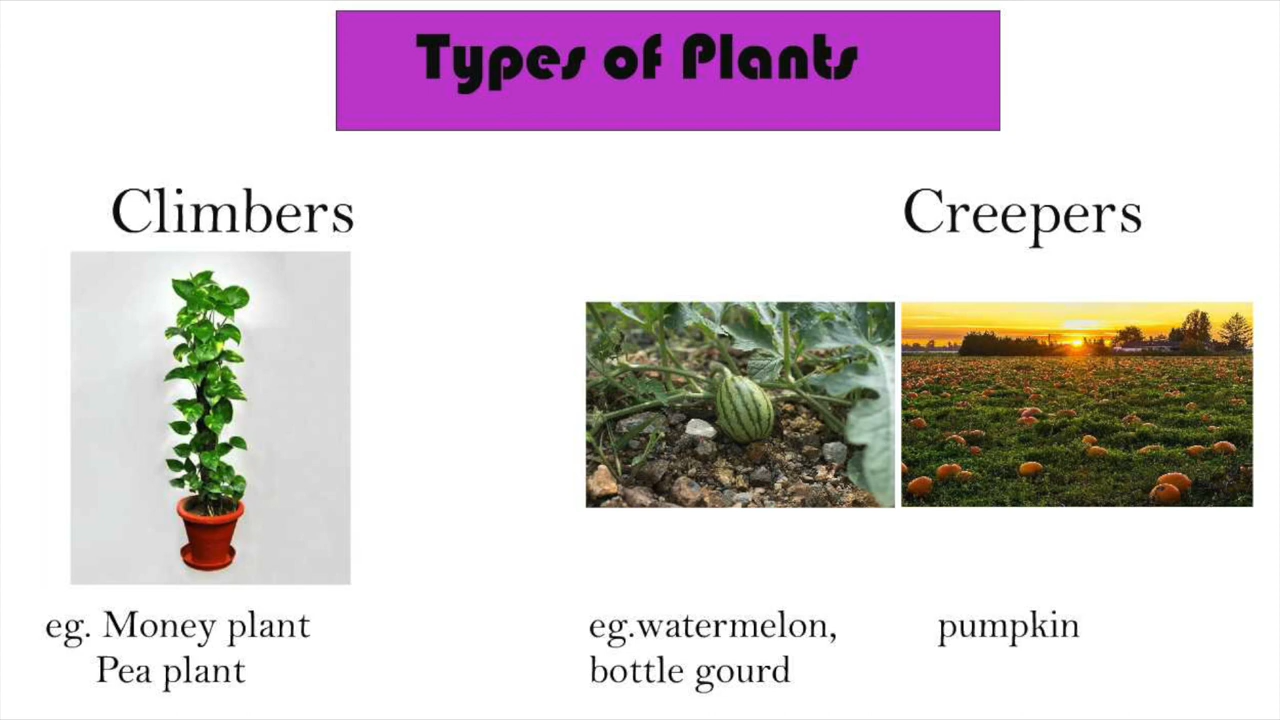 Types of Plants
Climbers
Creepers
eg. Money plant
Pea plant
eg.watermelon,
bottle gourd
pumpkin